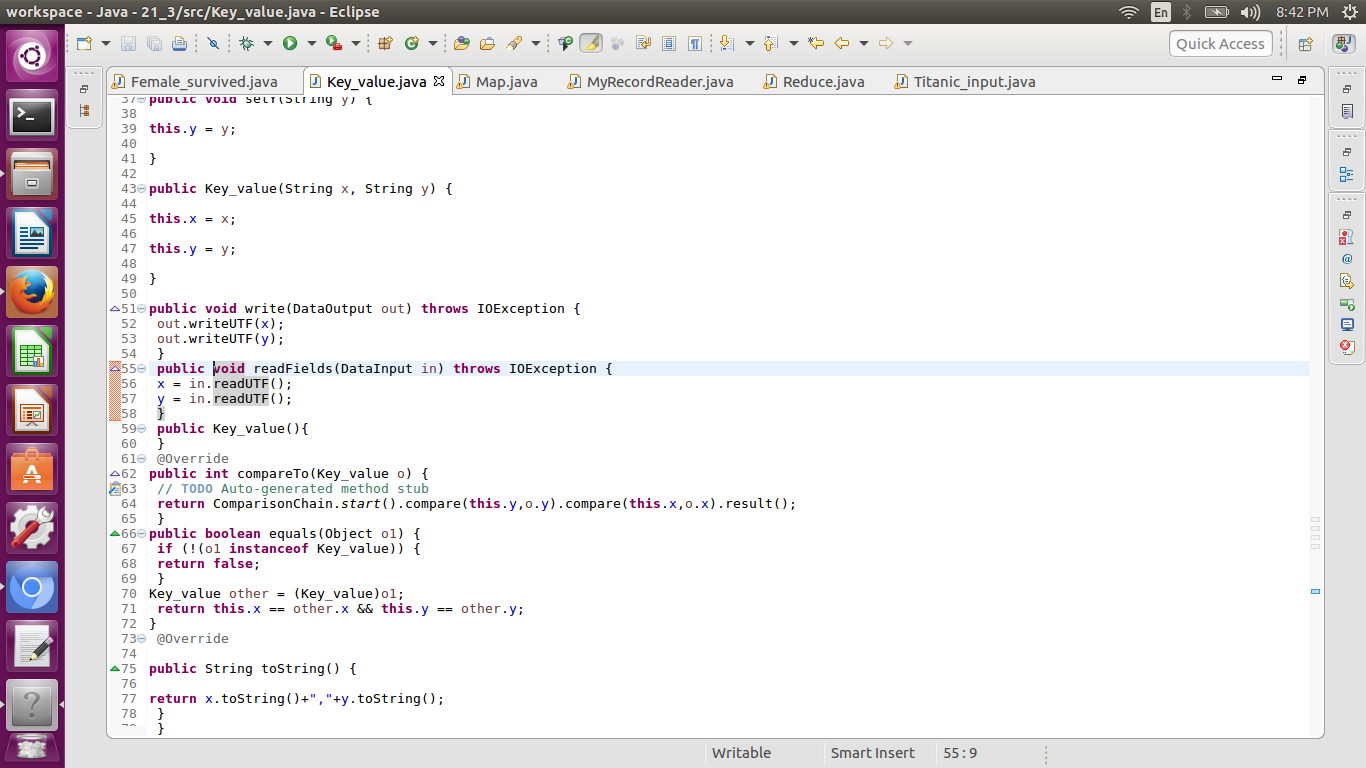 workspace - Java - 21_3/src/Key_value.java - Eclipse
En
8:42 PM
Quick Access
Female_survived.java
Key_value.java
Map.java
MyRecordReader.java
Reduce.java
Titanic_input.java
37 public void setY(String y) {
38
39 this.y = y;
40
41 }
42
43 public Key_value(String x, String y) {
44
45 this.x = x;
46
47 this.y = y;
48
49 }
50
51 public void write(DataOutput out) throws IOException {
52 out.writeUTF(x);
53 out.writeUTF(y);
54 }
55 public void readFields(DataInput in) throws IOException {
56 x = in.readUTF();
57 y = in.readUTF();
58 }
59 public Key_value(){
60 }
61 @Override
62 public int compareTo(Key_value o) {
63 // TODO Auto-generated method stub
64 return ComparisonChain.start().compare(this.y,o.y).compare(this.x,o.x).result();
65 }
66 public boolean equals(Object o1) {
67 if (!(o1 instanceof Key_value)) {
68 return false;
69 }
70 Key_value other = (Key_value)o1;
71 return this.x == other.x && this.y == other.y;
72 }
73 @Override
74
75 public String toString() {
76
77 return x.toString()+","+y.toString();
78 }
79 }
Writable
Smart Insert
55 : 9